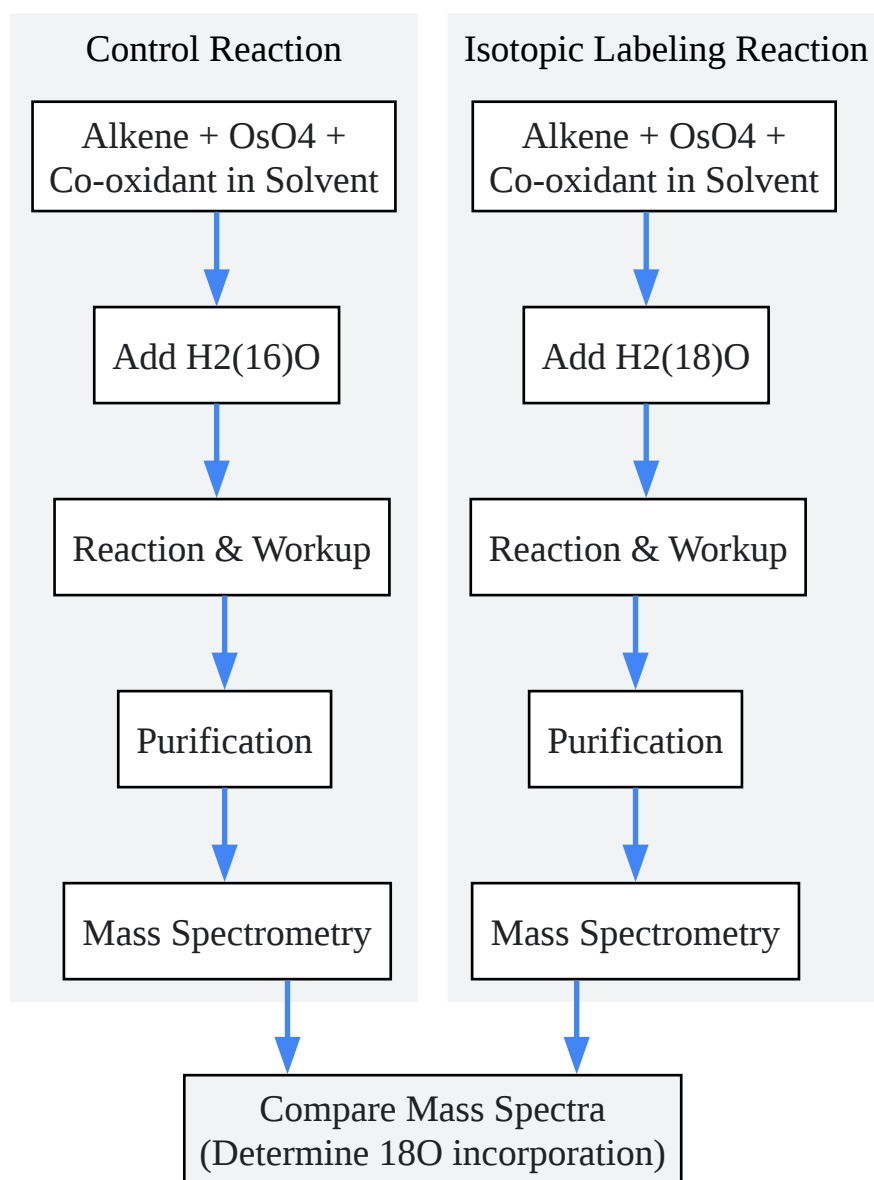 Control Reaction
Alkene + OsO4 +
Co-oxidant in Solvent
Add H2(16)O
Reaction & Workup
Purification
Mass Spectrometry
Isotopic Labeling Reaction
Alkene + OsO4 +
Co-oxidant in Solvent
Add H2(18)O
Reaction & Workup
Purification
Mass Spectrometry
Compare Mass Spectra
(Determine 18O incorporation)